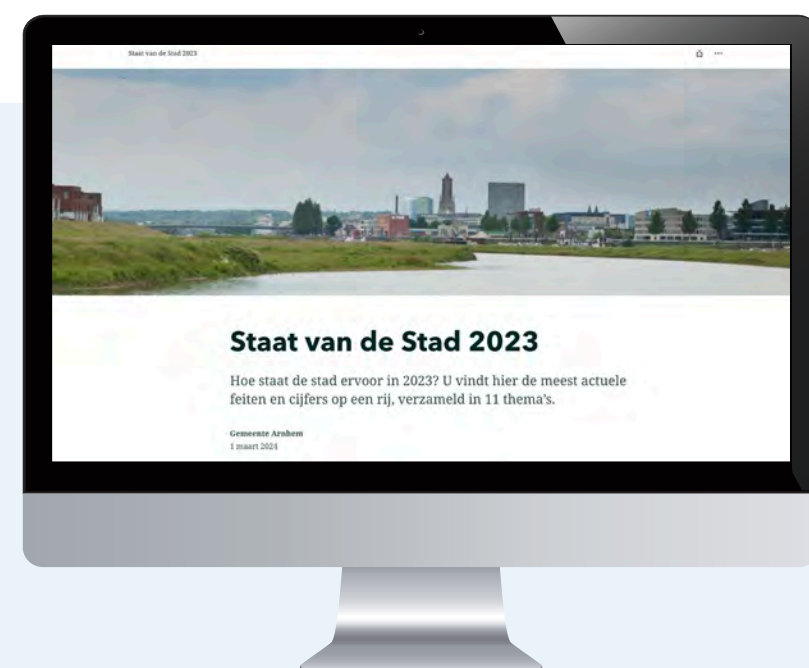 Staat van de Stad 2023
Staat van de Stad 2023
Hoe staat de stad ervoor in 2023? U vindt hier de meest actuele
feiten en cijfers op een rij, verzameld in 11 thema's.
Gemeente Arnhem
1 maart 2024